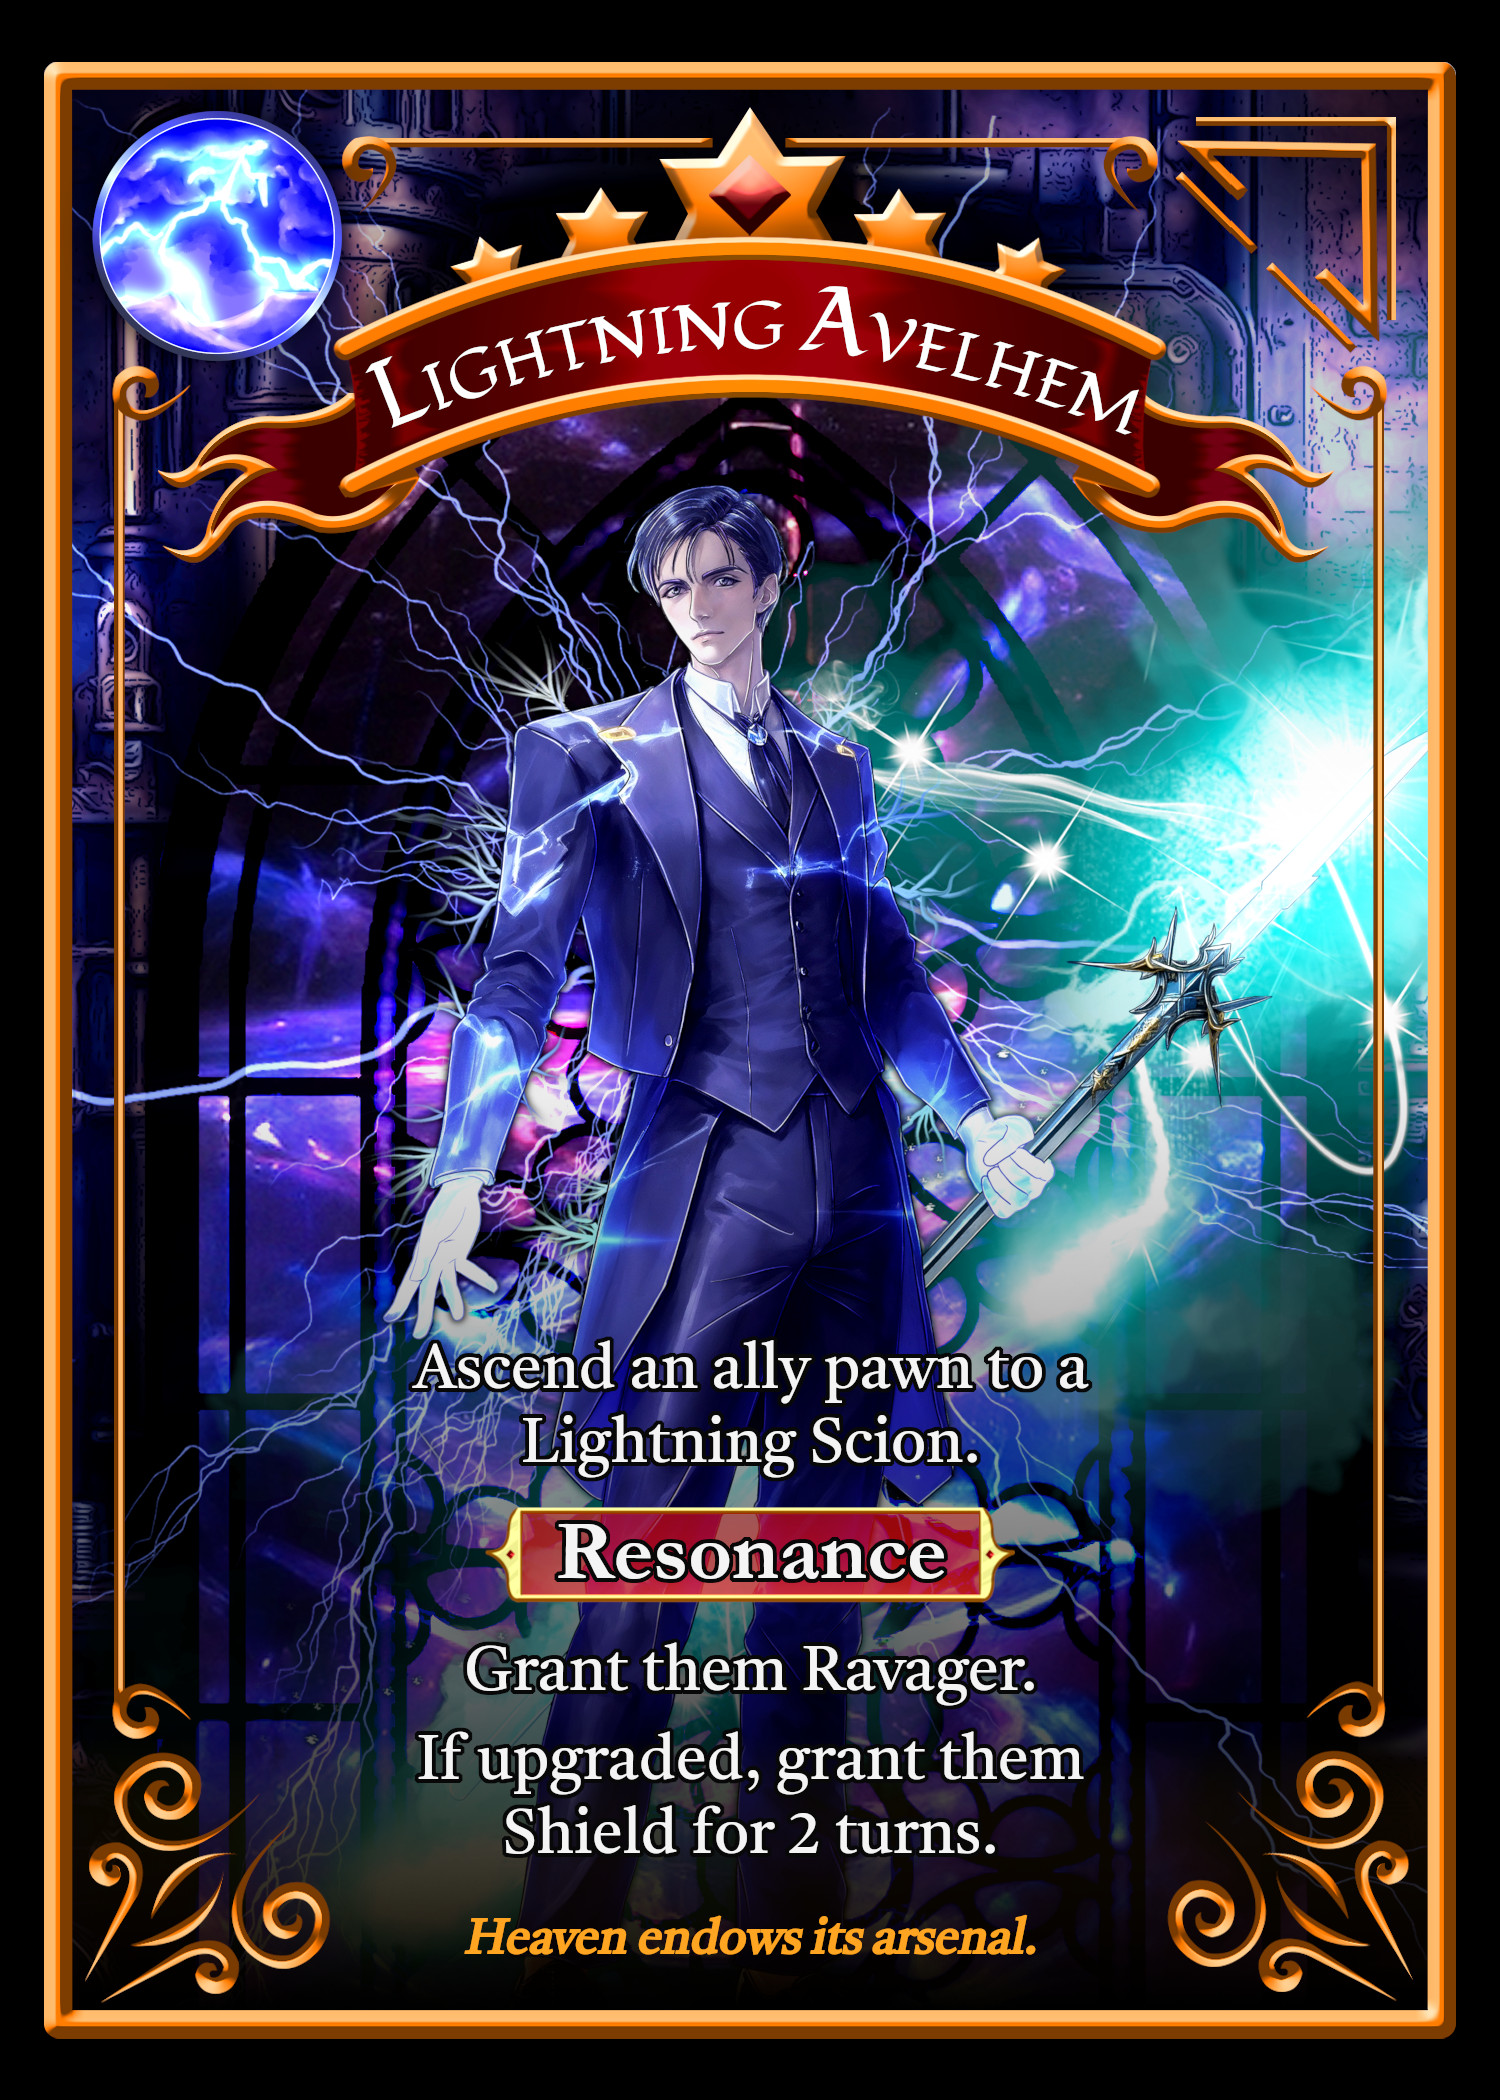 Lightning Avelhem
Ascend an ally pawn to a
Lightning Scion.
Resonance
Grant them Ravager.
If upgraded, grant them
Shield for 2 turns.
Heaven endows its arsenal.